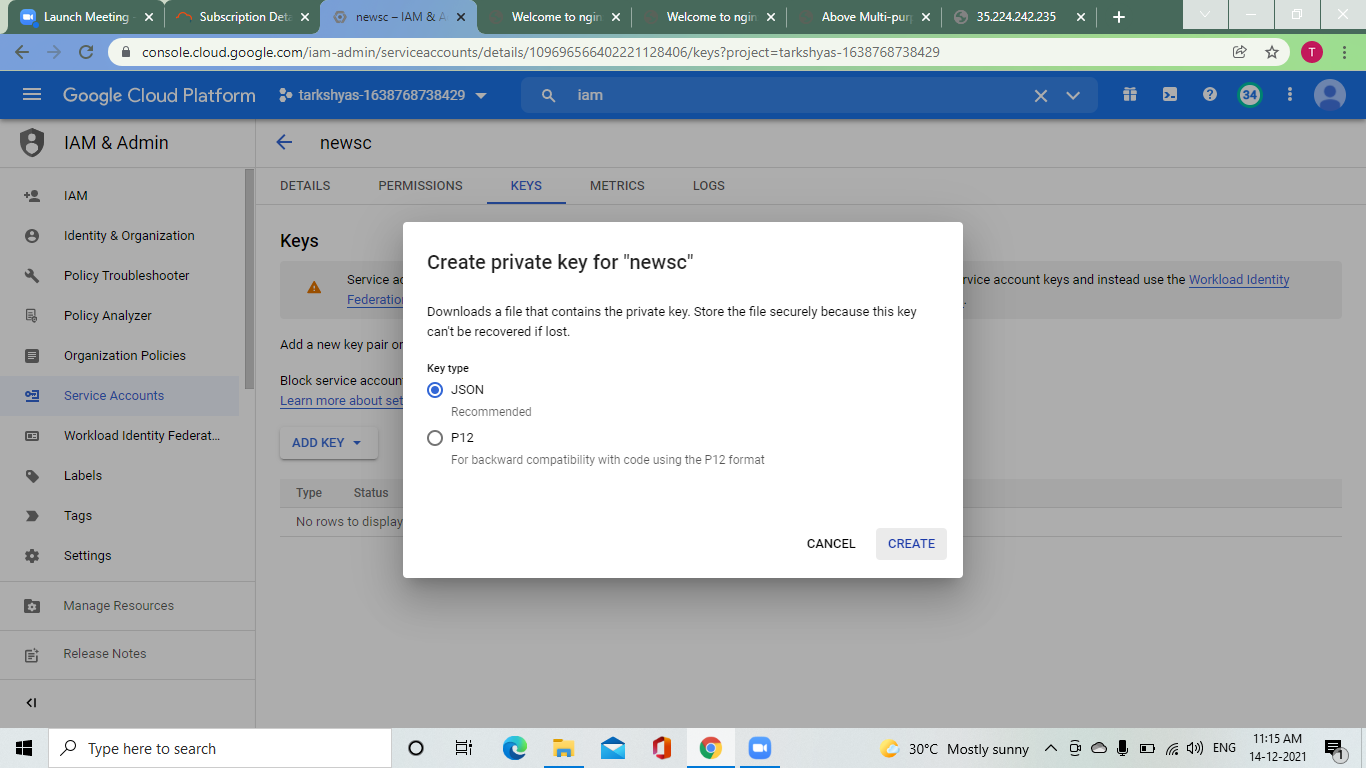 Launch Meeting
Subscription Deta
newsc – IAM & A
Welcome to ngin
Welcome to ngin
Above Multi-pur
35.224.242.235
console.cloud.google.com/iam-admin/serviceaccounts/details/109696566402221128406/keys?project=tarkshyas-1638768738429
T
Google Cloud Platform
tarkshyas-1638768738429
iam
34
IAM & Admin
newsc
DETAILS
PERMISSIONS
KEYS
METRICS
LOGS
IAM
Identity & Organization
Policy Troubleshooter
Policy Analyzer
Organization Policies
Service Accounts
Workload Identity Federat...
Labels
Tags
Settings
Manage Resources
Release Notes
Keys
Service ac
rvice account keys and instead use the Workload Identity
Federation
Add a new key pair or
Block service accoun
Learn more about set
ADD KEY
Type
Status
No rows to display
Create private key for "newsc"
Downloads a file that contains the private key. Store the file securely because this key
can't be recovered if lost.
Key type
JSON
Recommended
P12
For backward compatibility with code using the P12 format
CANCEL
CREATE
Type here to search
30°C Mostly sunny
ENG
11:15 AM
14-12-2021
1